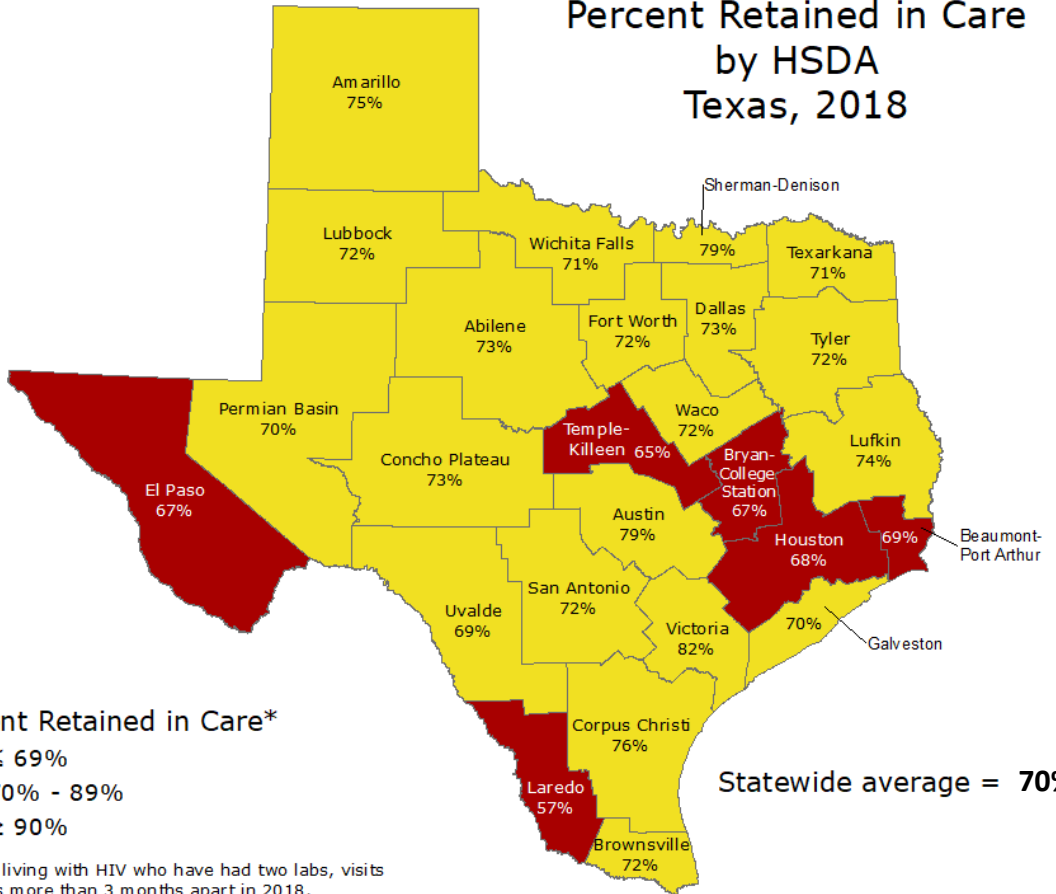 Percent Retained in Care
by HSDA
Texas, 2018
Amarillo
75%
Sherman-Denison
Lubbock
72%
Wichita Falls
71%
79%
Texarkana
71%
Abilene
73%
Fort Worth
72%
Dallas
73%
Tyler
72%
Permian Basin
70%
Waco
72%
Temple-
Killeen 65%
Concho Plateau
73%
Bryan-
College
Station
67%
Lufkin
74%
El Paso
67%
Austin
79%
Houston
68%
69%
Beaumont-
Port Arthur
San Antonio
72%
Uvalde
69%
Victoria
82%
70%
Galveston
Corpus Christi
76%
Laredo
57%
Brownsville
72%
Statewide average = 70%
nt Retained in Care*
69%
0% - 89%
90%
living with HIV who have had two labs, visits
s more than 3 months apart in 2018.